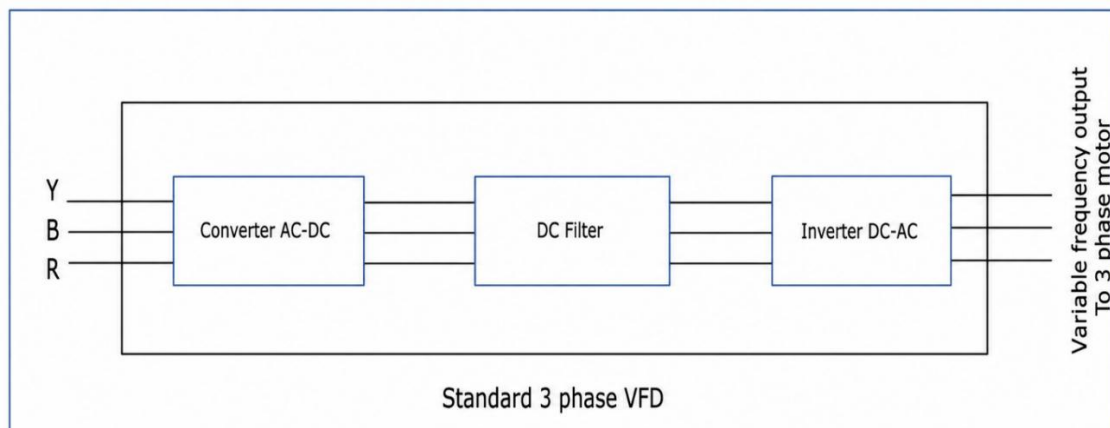 Y
B
R
Converter AC-DC
DC Filter
Inverter DC-AC
Variable frequency output
To 3 phase motor
Standard 3 phase VFD